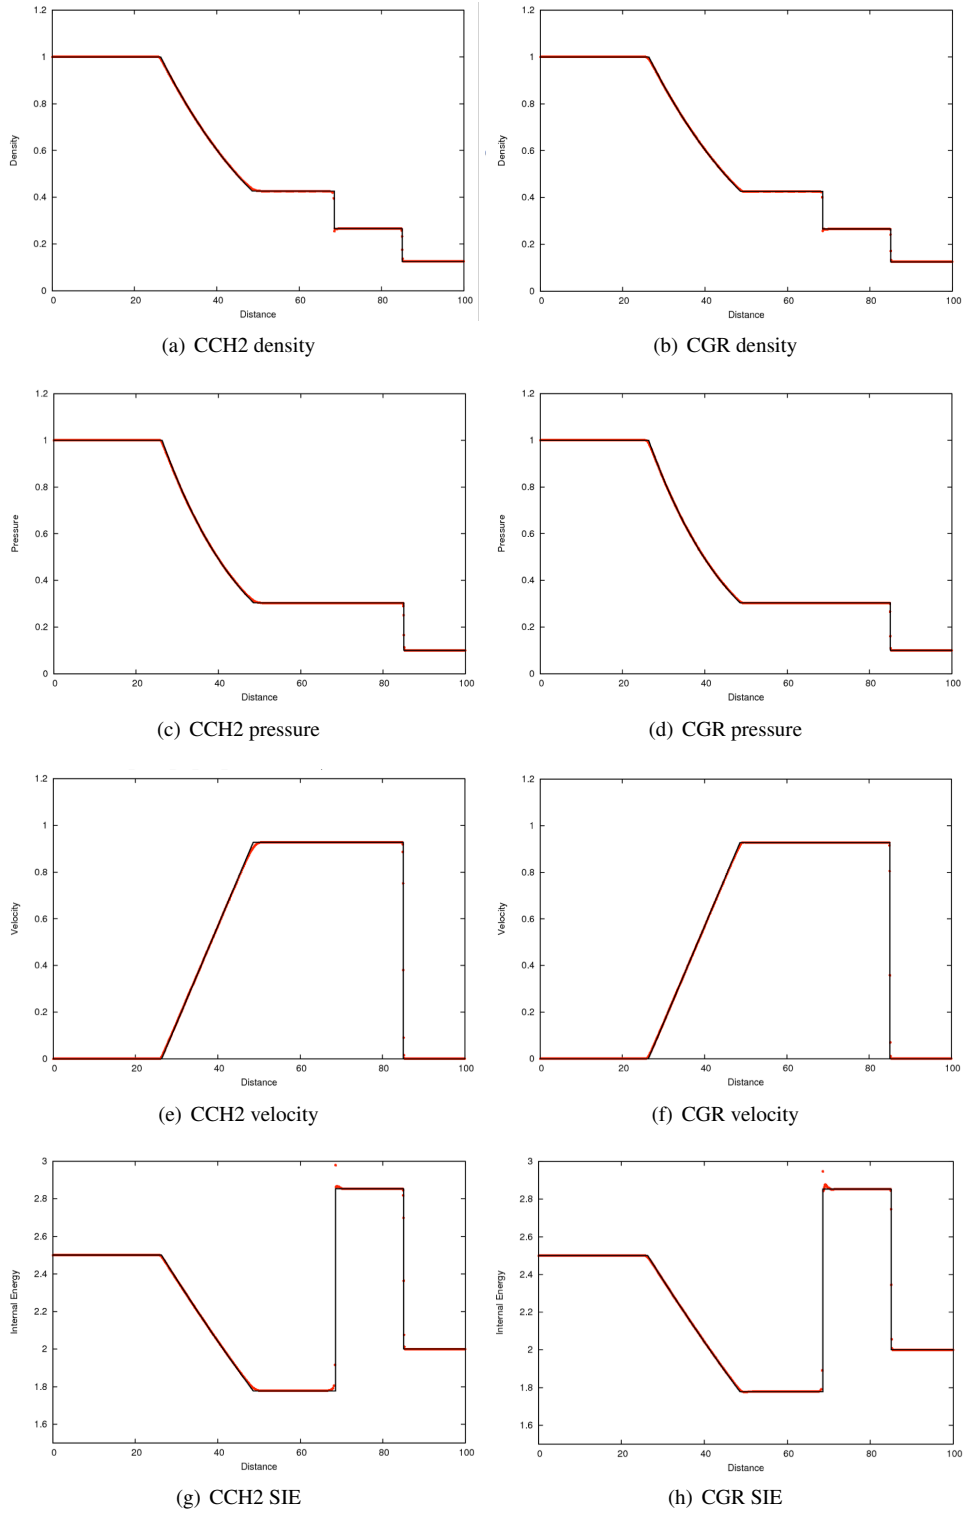 1.2
1
0.8
0.6
0.4
0.2
0
Density
0 20 40 60 80 100
Distance
(a) CCH2 density
1.2
1
0.8
0.6
0.4
0.2
0
Density
0 20 40 60 80 100
Distance
(b) CGR density
1.2
1
0.8
0.6
0.4
0.2
0
Pressure
0 20 40 60 80 100
Distance
(c) CCH2 pressure
1.2
1
0.8
0.6
0.4
0.2
0
Pressure
0 20 40 60 80 100
Distance
(d) CGR pressure
1.2
1
0.8
0.6
0.4
0.2
0
Velocity
0 20 40 60 80 100
Distance
(e) CCH2 velocity
1.2
1
0.8
0.6
0.4
0.2
0
Velocity
0 20 40 60 80 100
Distance
(f) CGR velocity
3
2.8
2.6
2.4
2.2
2
1.8
1.6
Internal Energy
0 20 40 60 80 100
Distance
(g) CCH2 SIE
3
2.8
2.6
2.4
2.2
2
1.8
1.6
Internal Energy
0 20 40 60 80 100
Distance
(h) CGR SIE